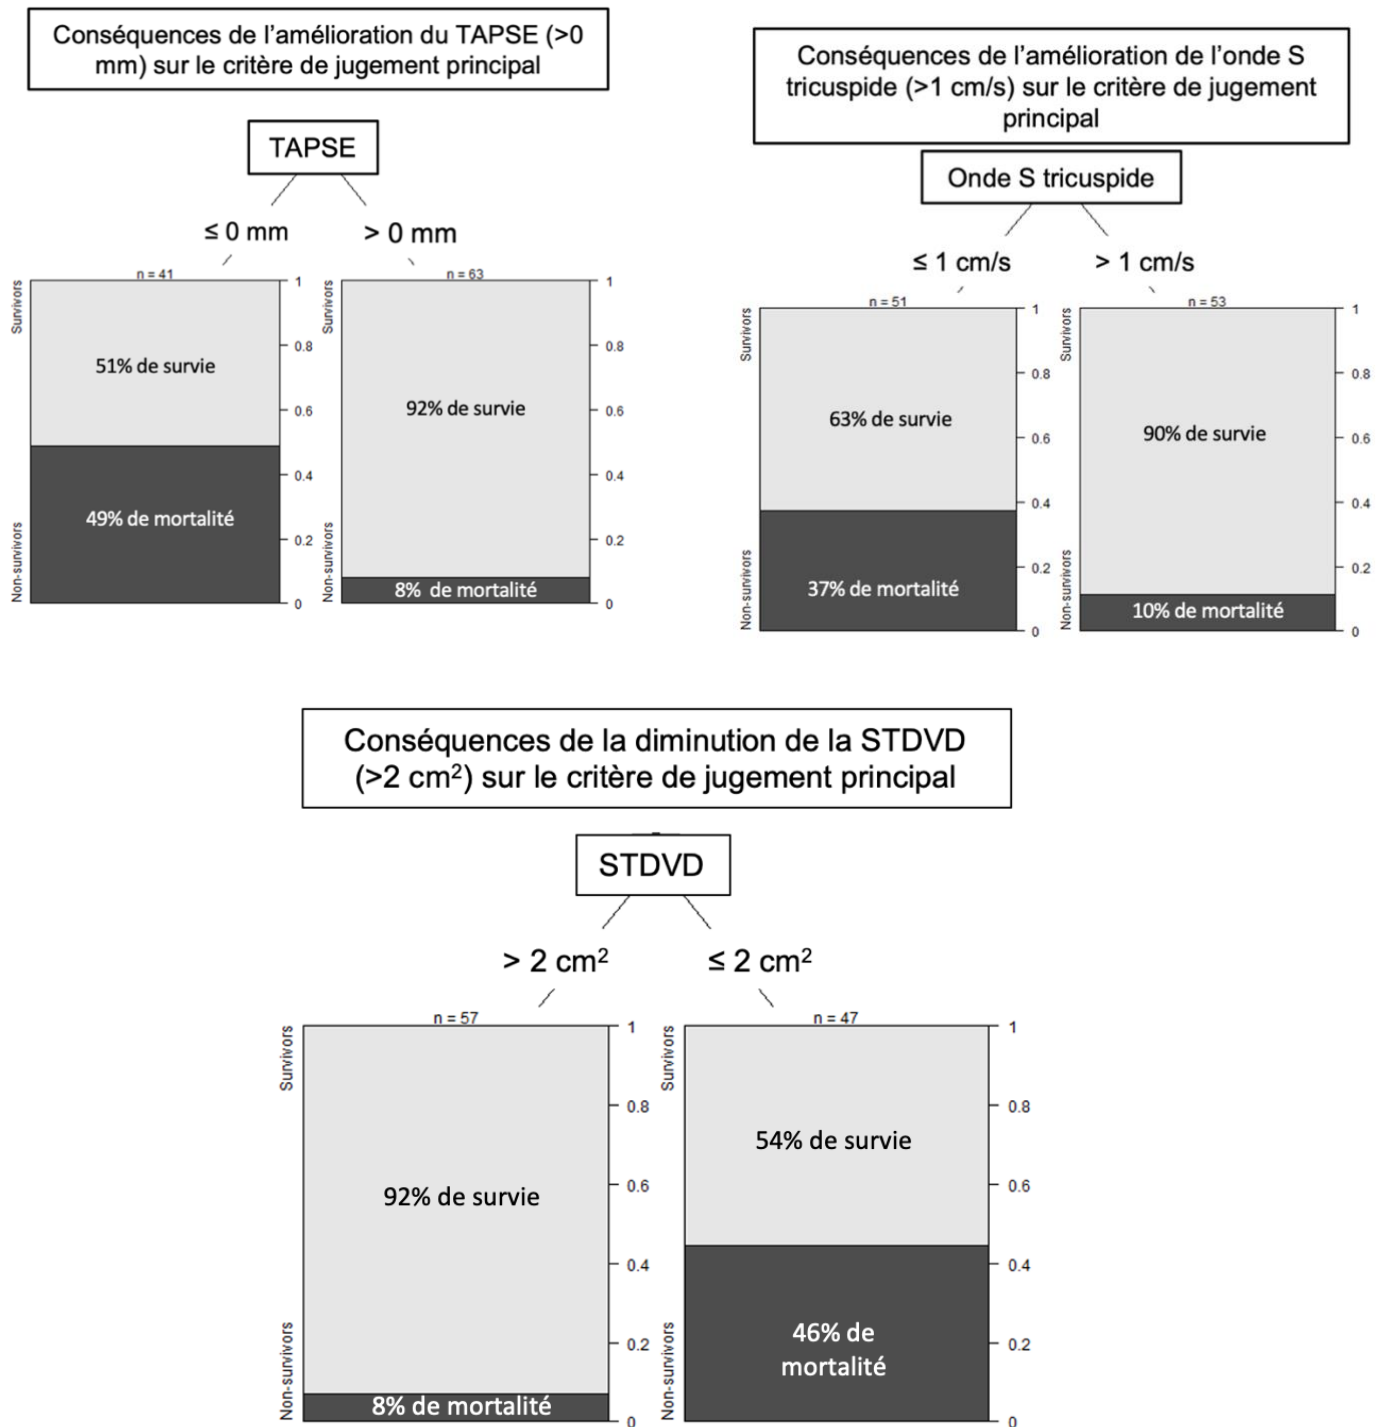 Conséquences de l'amélioration du TAPSE (>0
mm) sur le critère de jugement principal
TAPSE
≤ 0 mm
> 0 mm
n = 41
n = 63
Survivors
Non-survivors
51% de survie
49% de mortalité
1
0.8
0.6
0.4
0.2
0
Survivors
Non-survivors
92% de survie
8% de mortalité
1
0.8
0.6
0.4
0.2
0
Conséquences de l'amélioration de l'onde S
tricuspide (>1 cm/s) sur le critère de jugement
principal
Onde S tricuspide
≤ 1 cm/s
> 1 cm/s
n = 51
n = 53
Survivors
Non-survivors
63% de survie
37% de mortalité
1
0.8
0.6
0.4
0.2
0
Survivors
Non-survivors
90% de survie
10% de mortalité
1
0.8
0.6
0.4
0.2
0
Conséquences de la diminution de la STDVD
(>2 cm²) sur le critère de jugement principal
STDVD
> 2 cm²
≤ 2 cm²
n = 57
n = 47
Survivors
Non-survivors
92% de survie
8% de mortalité
1
0.8
0.6
0.4
0.2
0
Survivors
Non-survivors
54% de survie
46% de
mortalité
1
0.8
0.6
0.4
0.2
0